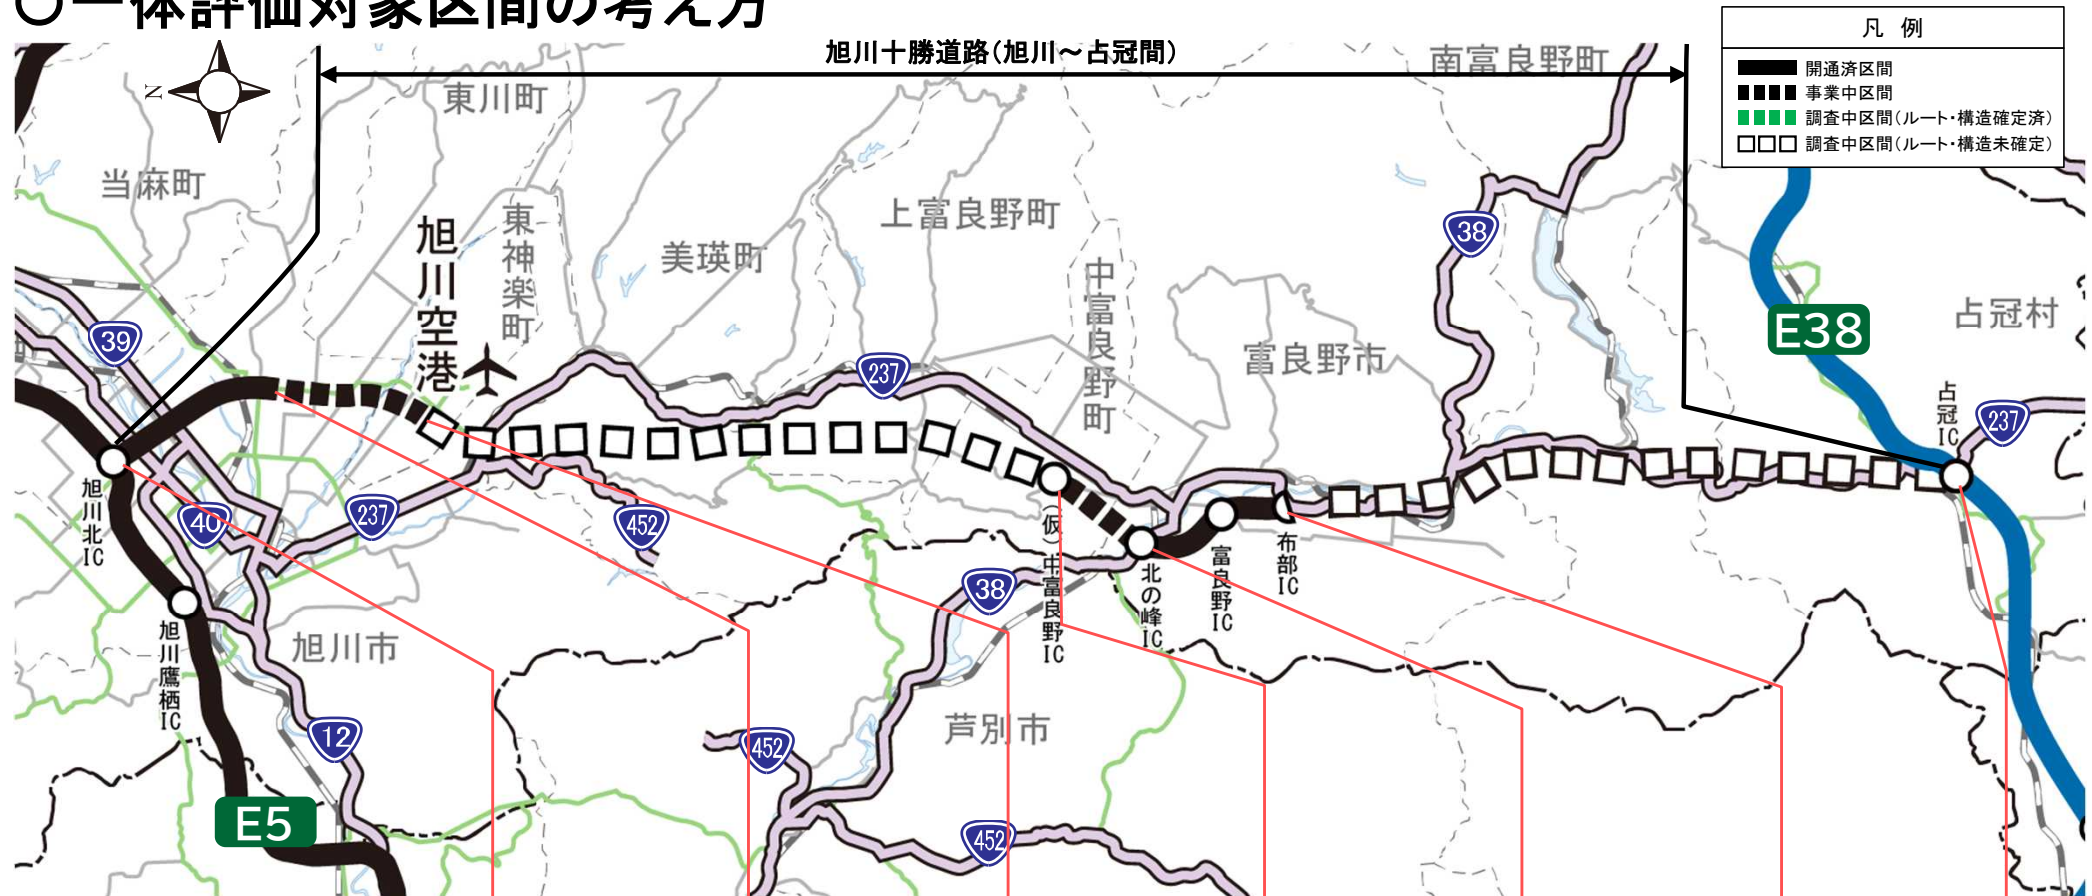 〇一体評価対象区間の考え方
旭川十勝道路(旭川～占冠間)
凡 例
開通済区間
事業中区間
調査中区間(ルート・構造確定済)
調査中区間(ルート・構造未確定)
N
当麻町
東川町
東神楽町
旭川空港
美瑛町
上富良野町
中富良野町
富良野市
南富良野町
占冠村
39
40
237
452
237
38
38
E38
237
占冠IC
旭川北IC
旭川鷹栖IC
旭川市
12
E5
(仮)中富良野IC
北の峰IC
富良野IC
布部IC
芦別市
452
452